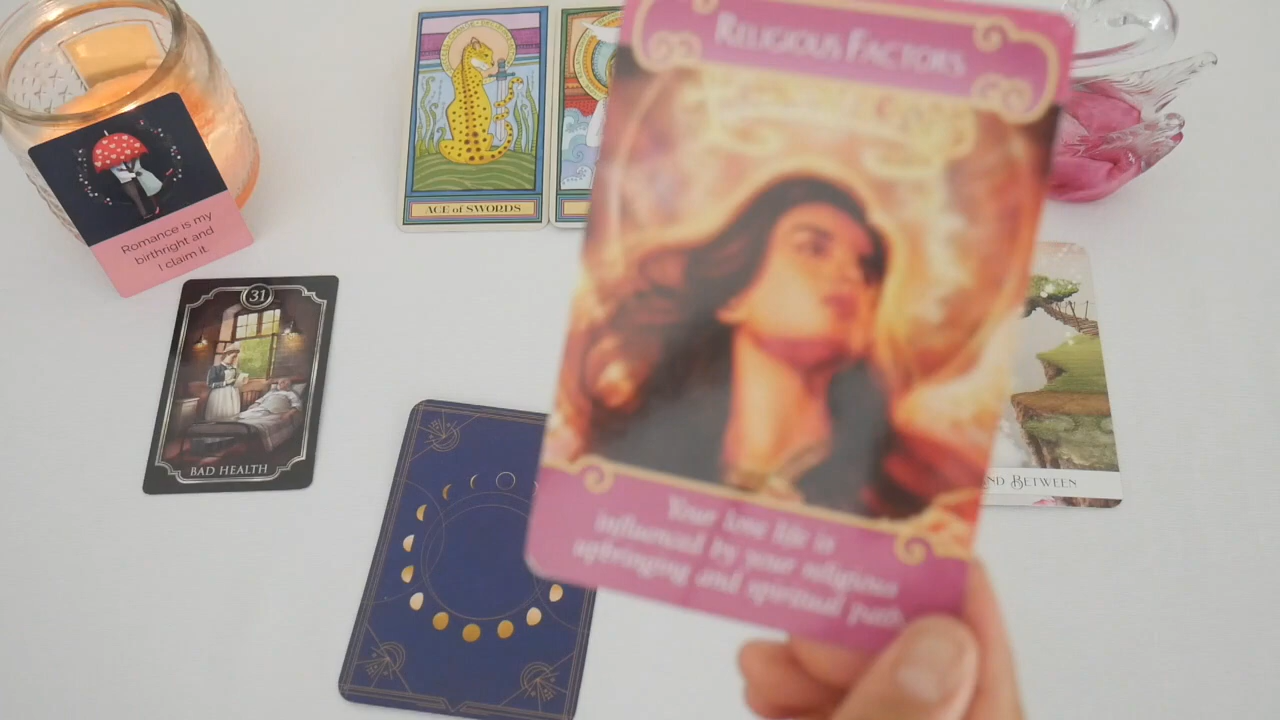 RELIGIOUS FACTORS
ACE of SWORDS
Romance is my
birthright and
I claim it.
31
BAD HEALTH
ND BETWEEN
Your love life is
influenced by your religious
upbringing and spiritual path.